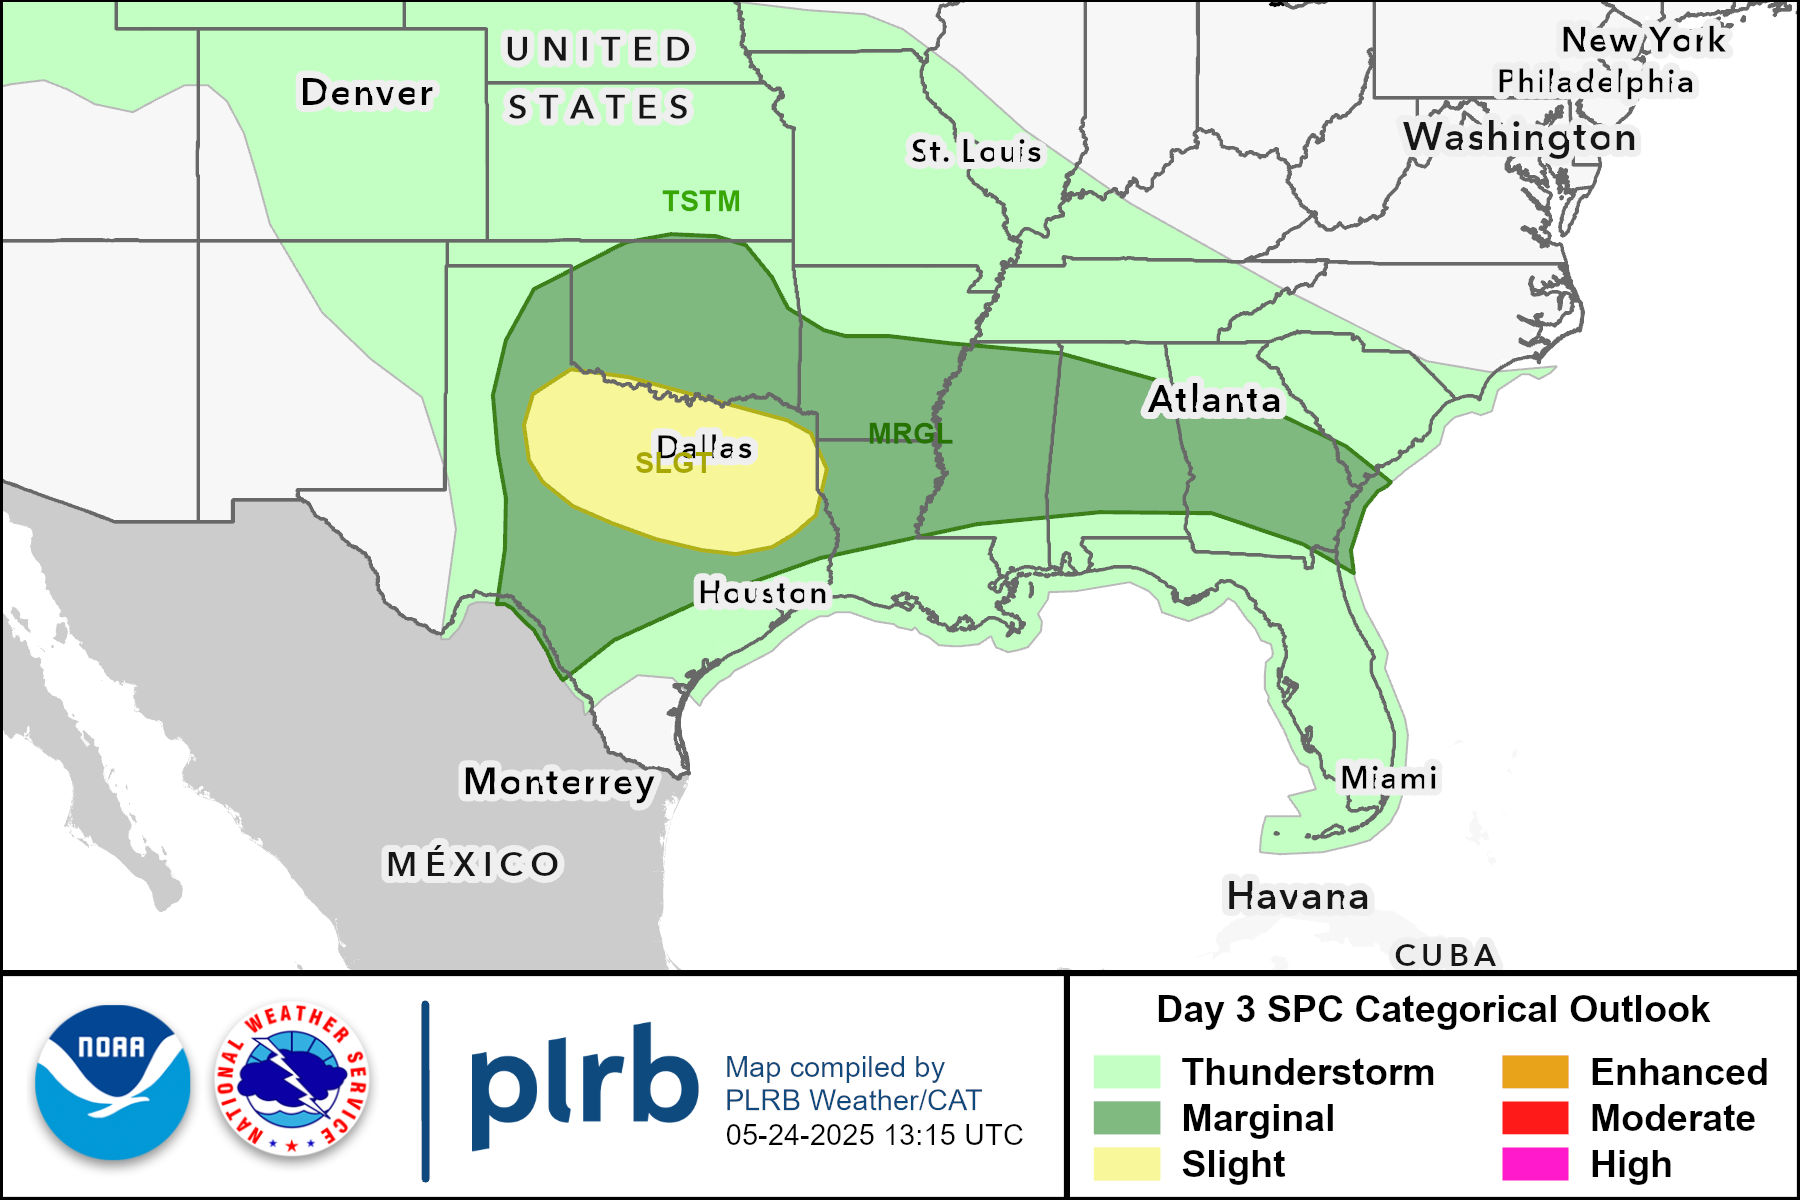 New York
UNITED
Philadelphia
Denver
STATES
Washington
St. Louis
TSTM
Atlanta
MRGL
Dallas
SLGT
Houston
Miami
Monterrey
MÉXICO
Havana
CUBA
NOAA
NATIONAL WEATHER SERVICE
plrb
Map compiled by
PLRB Weather/CAT
05-24-2025 13:15 UTC
Day 3 SPC Categorical Outlook
Thunderstorm
Enhanced
Marginal
Moderate
Slight
High